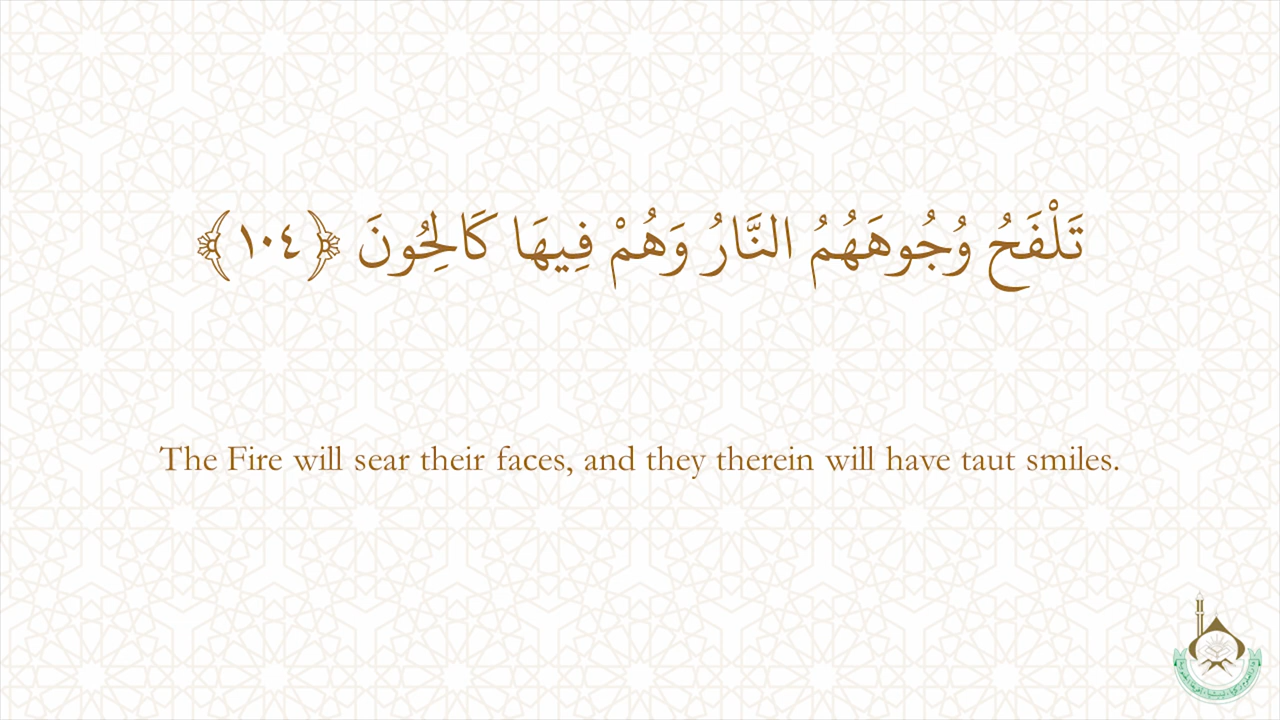 تَلْفَحُ وُجُوهَهُمُ النَّارُ وَهُمْ فِيهَا كَالِحُونَ ﴿١٠٤﴾
The Fire will sear their faces, and they therein will have taut smiles.